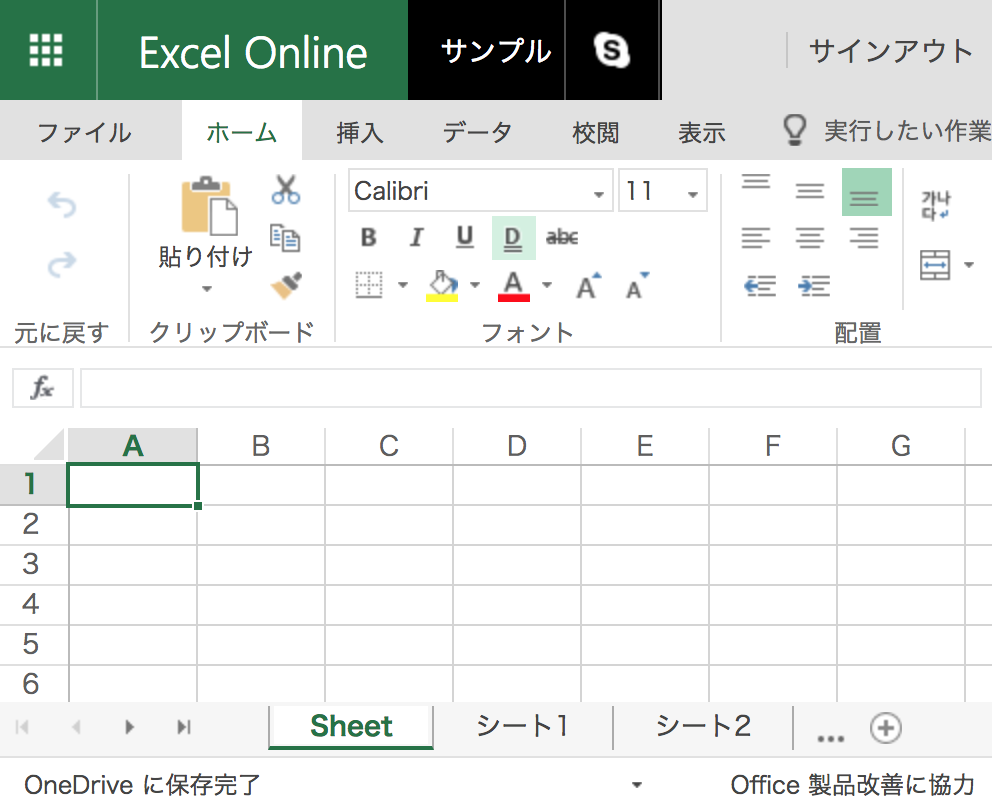 Excel Online サンプル サインアウト
ファイル ホーム 挿入 データ 校閲 表示 実行したい作業
Calibri 11
가나
다
B I U D abc
貼り付け
A A A
元に戻す クリップボード フォント 配置
fx
A B C D E F G
1
2
3
4
5
6
Sheet シート1 シート2 ...
OneDrive に保存完了 Office 製品改善に協力